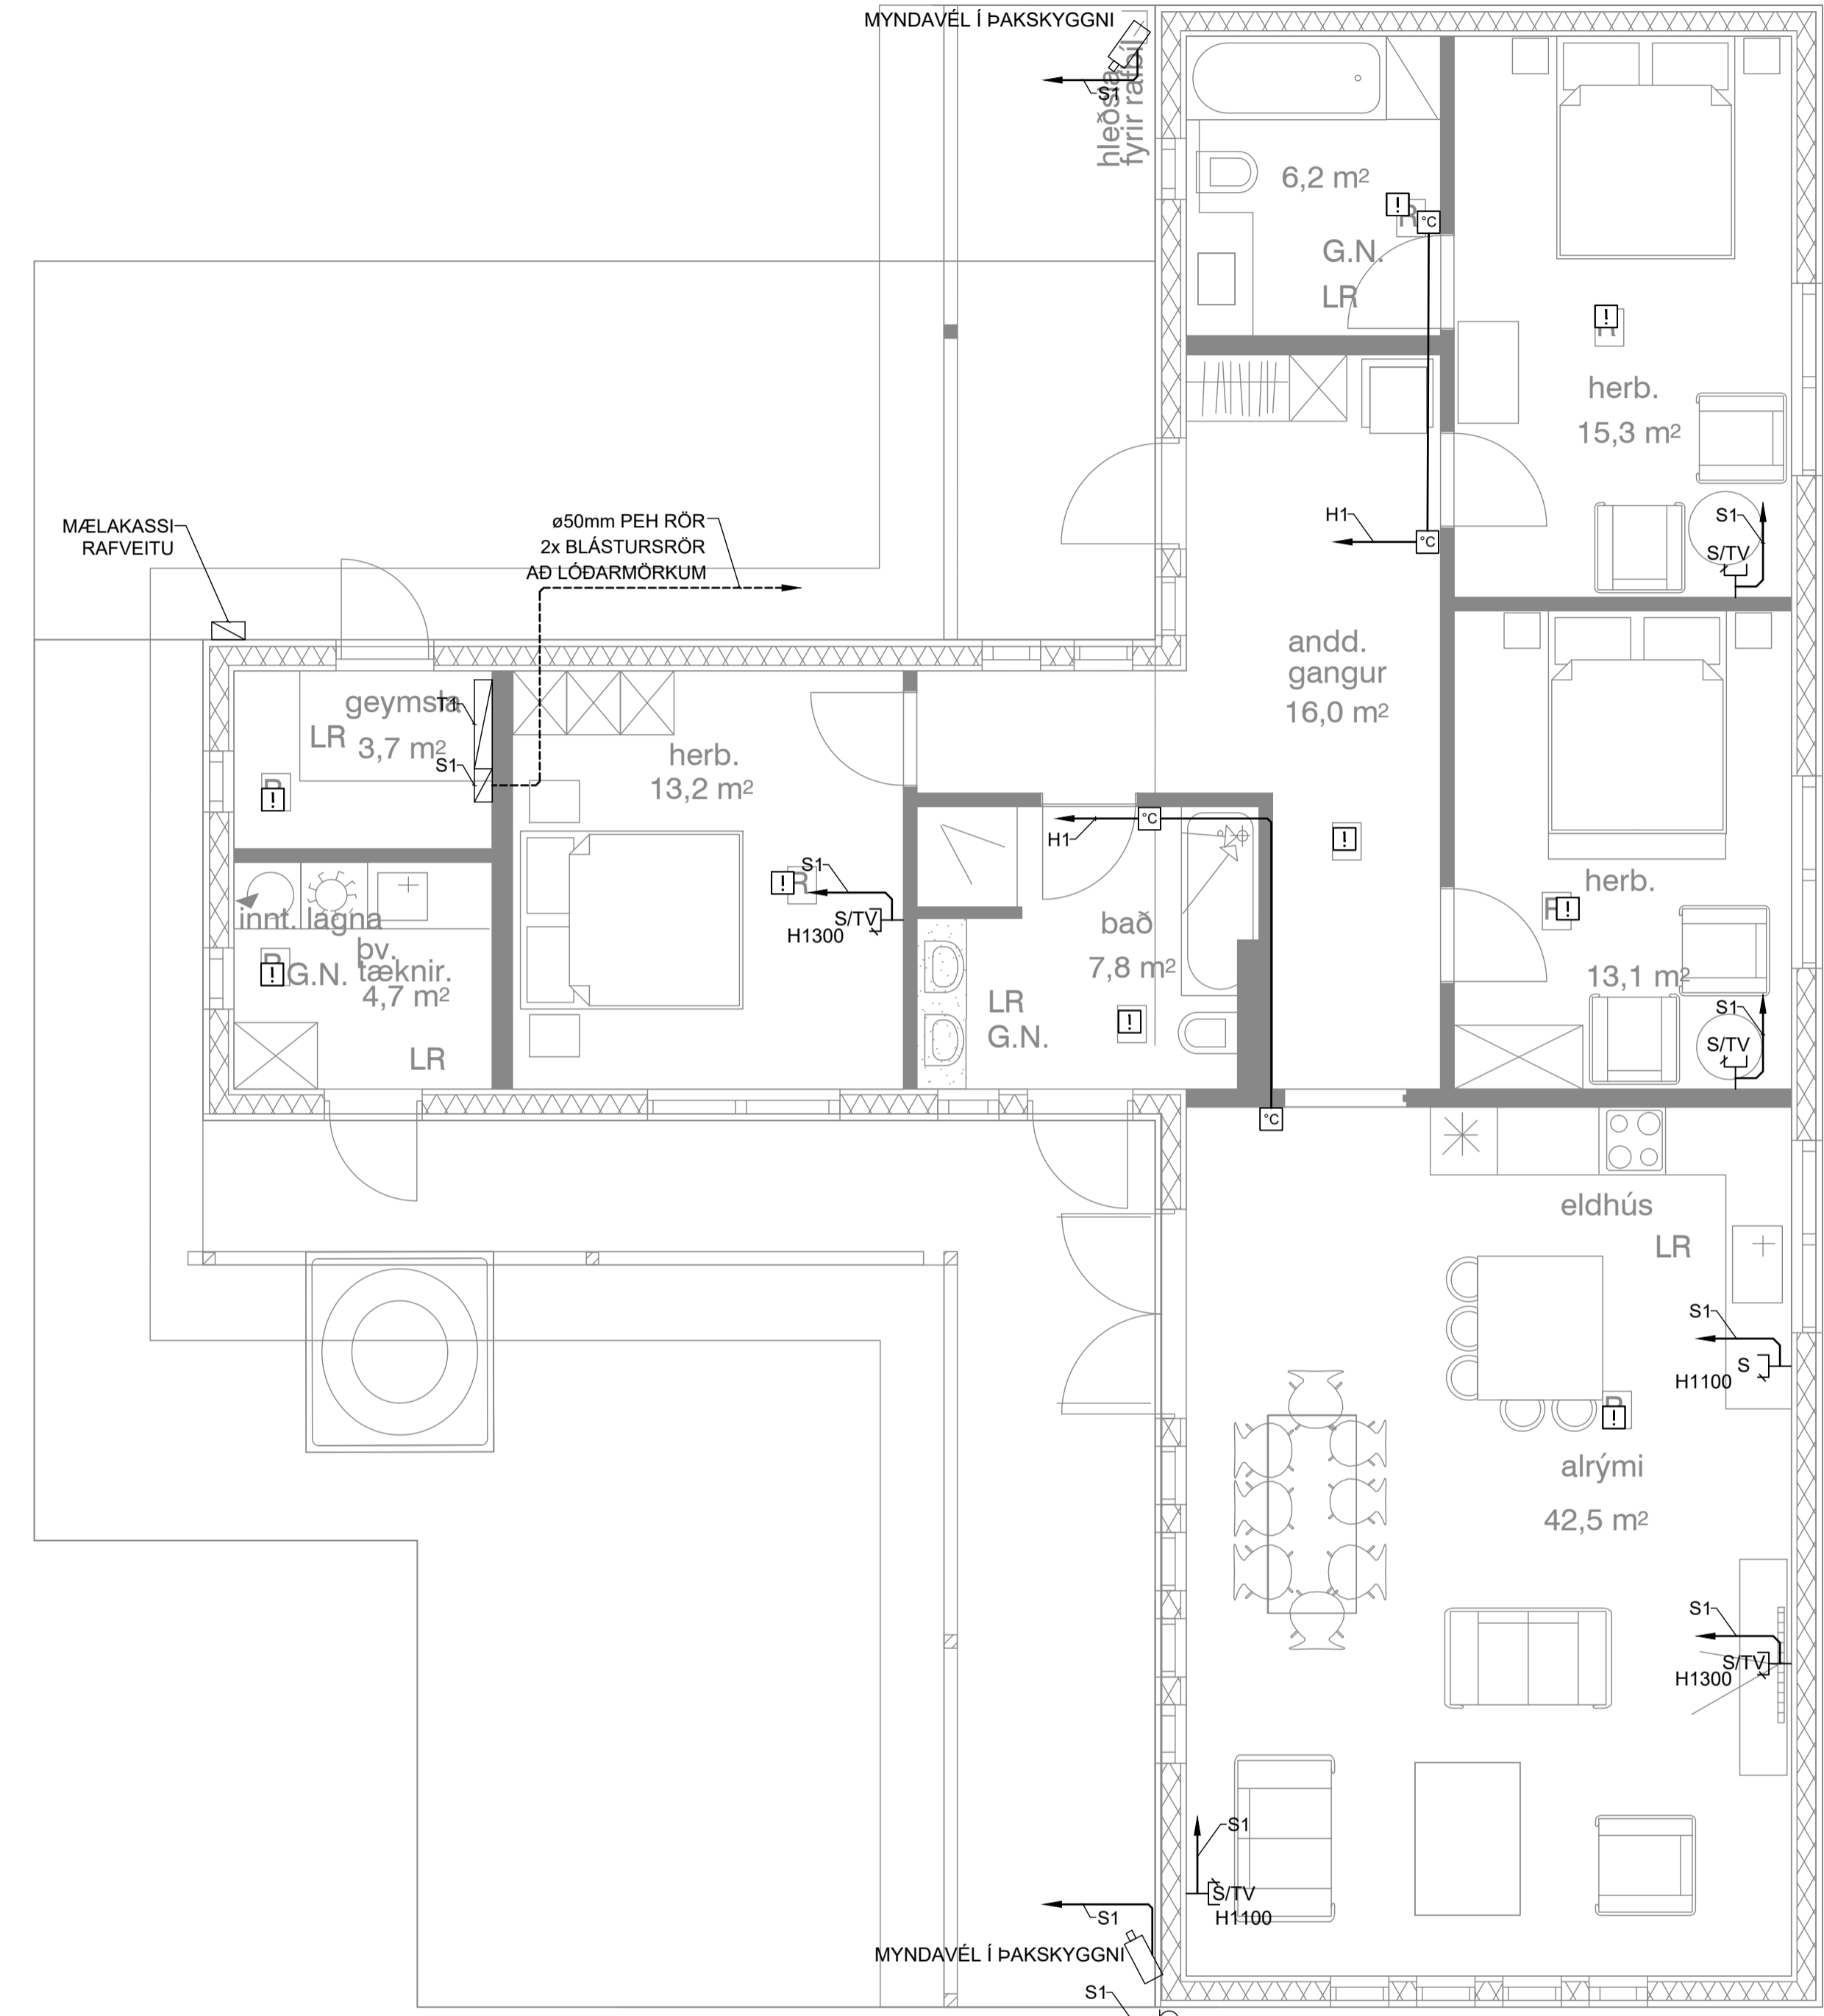 MYNDAVÉL Í ÞAKSKYGGNI
S1
hleðsla
fyrir rafbíl
6,2 m²
!
R
°C
G.N.
LR
!
herb.
15,3 m²
S1
S/TV
H1
°C
MÆLAKASSI
RAFVEITU
ø50mm PEH RÖR
2x BLÁSTURSRÖR
AÐ LÓÐARMÖRKUM
andd.
gangur
16,0 m²
geymsla
T1
LR
3,7 m²
S1
R
!
herb.
13,2 m²
S1
!
R
S/TV
H1300
°C
H1
!
innt. lagna
þv.
R
!
G.N.
tæknir.
4,7 m²
LR
bað
7,8 m²
LR
G.N.
!
herb.
R
!
13,1 m²
S1
S/TV
°C
eldhús
LR
S1
S
H1100
R
!
alrými
42,5 m²
S1
S/TV
H1300
S1
S/TV
H1100
S1
MYNDAVÉL Í ÞAKSKYGGNI
S1